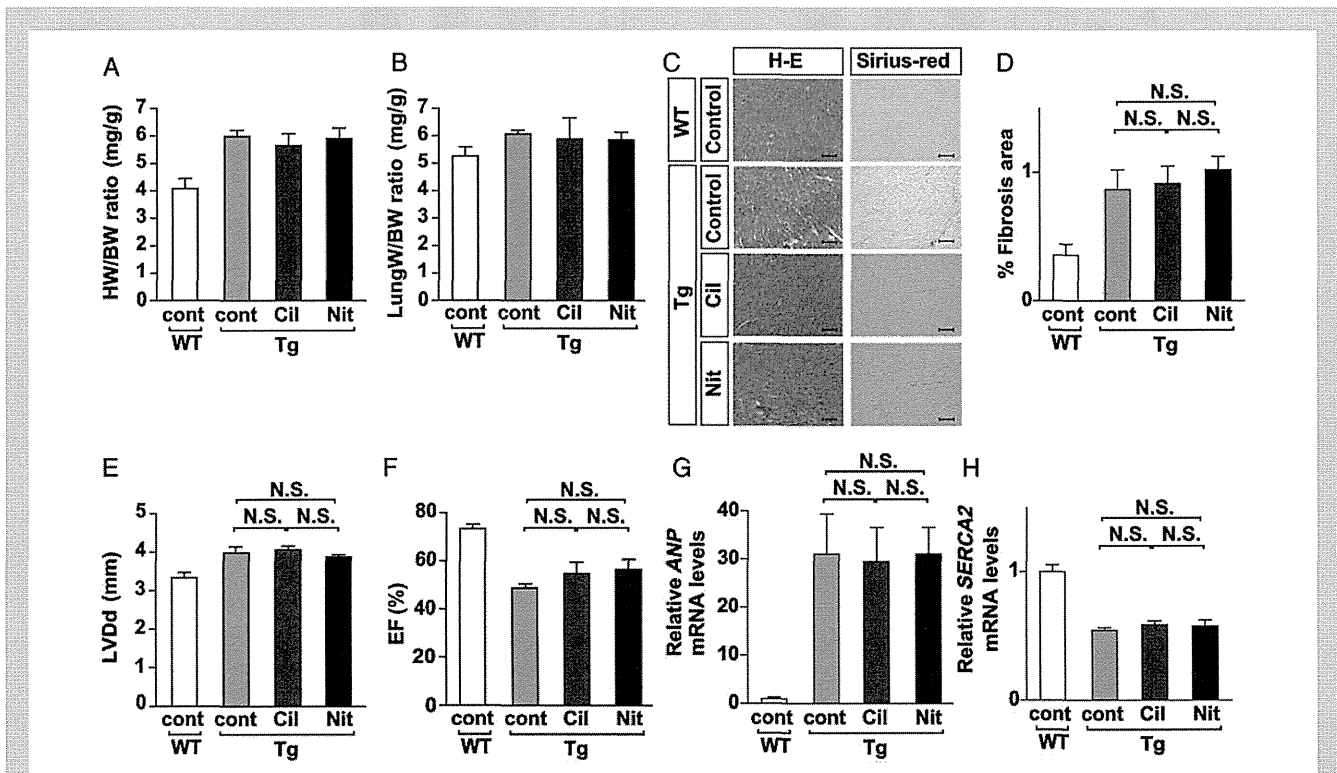 A
HW/BW ratio (mg/g)
7
6
5
4
3
2
1
0
cont
Cil
Nit
cont
WT
Tg
B
LungW/BW ratio (mg/g)
7
6
5
4
3
2
1
0
cont
cont
Cil
Nit
WT
Tg
C
H-E
Sirius-red
WT
Control
Tg
Control
Cil
Nit
D
N.S.
N.S.
N.S.
% Fibrosis area
1
0
cont
cont
Cil
Nit
WT
Tg
E
N.S.
N.S.
N.S.
LVDd (mm)
5
4
3
2
1
0
cont
cont
Cil
Nit
WT
Tg
F
N.S.
N.S.
N.S.
EF (%)
80
60
40
20
0
cont
cont
Cil
Nit
WT
Tg
G
N.S.
N.S.
N.S.
Relative ANP
mRNA levels
40
30
20
10
0
cont
cont
Cil
Nit
WT
Tg
H
N.S.
N.S.
N.S.
Relative SERCA2
mRNA levels
1
0
cont
cont
Cil
Nit
WT
Tg